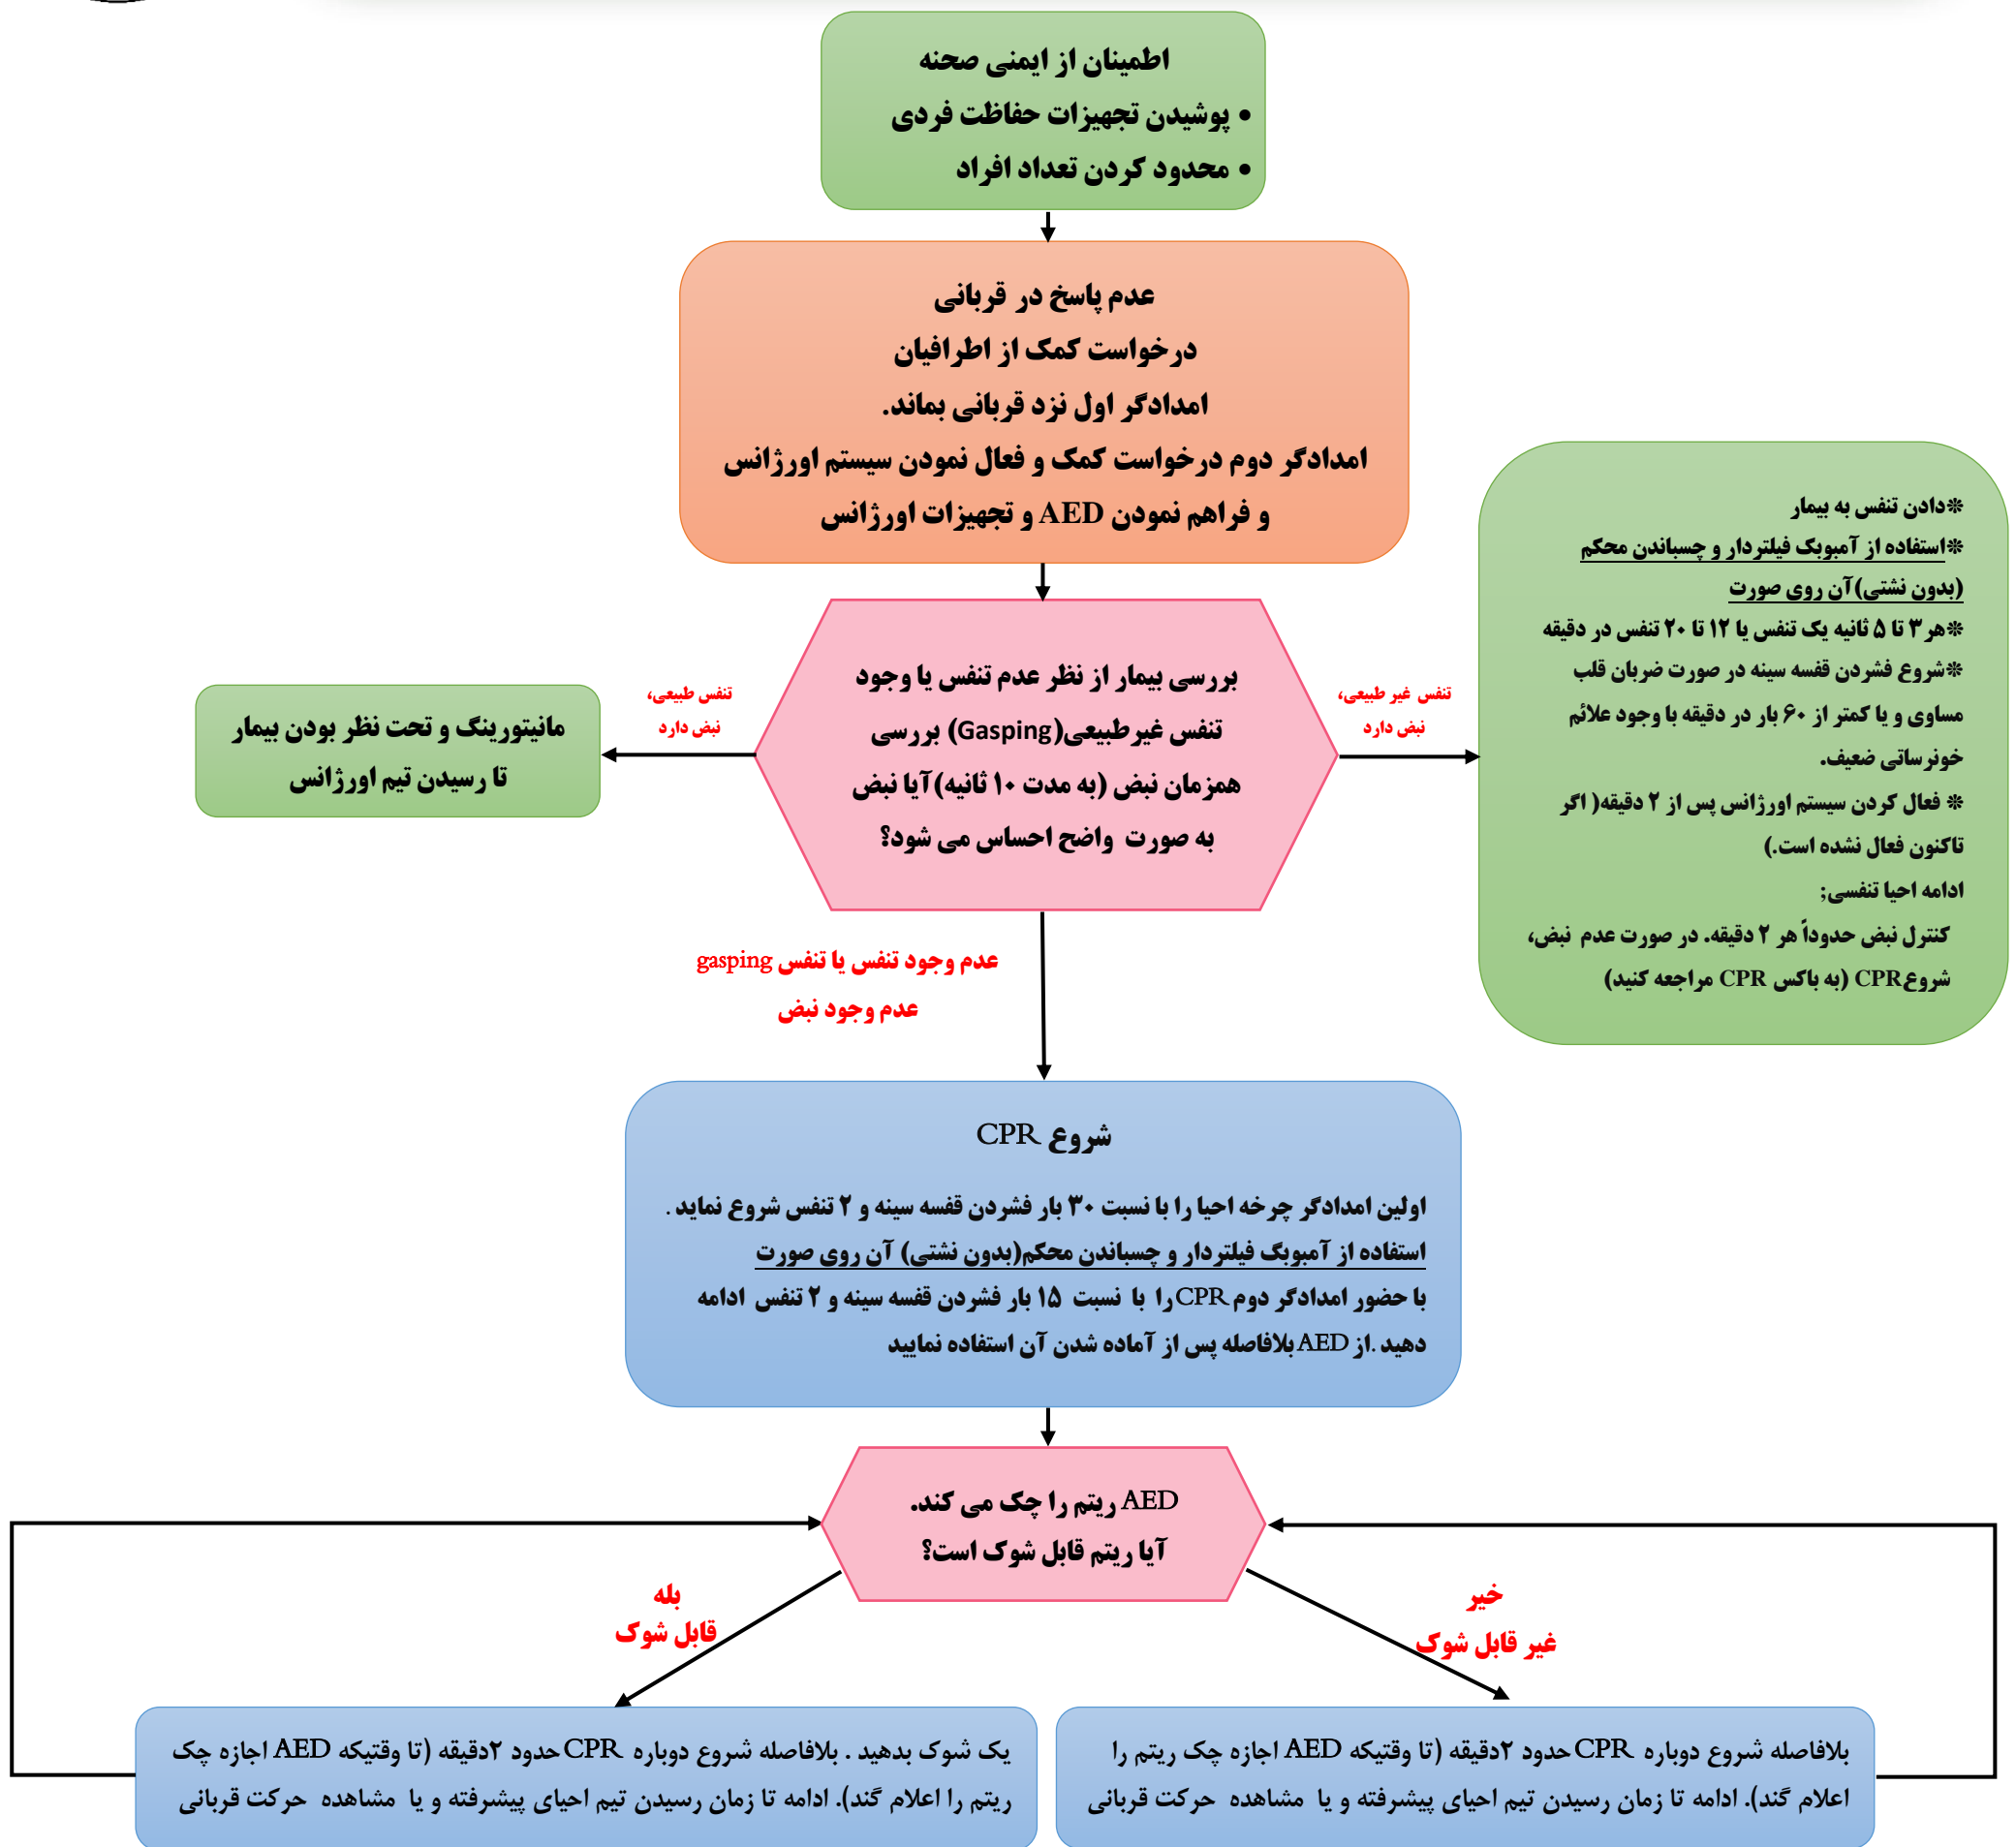 اطمینان از ایمنی صحنه
• پوشیدن تجهیزات حفاظت فردی
• محدود کردن تعداد افراد
عدم پاسخ در قربانی
درخواست کمک از اطرافیان
امدادگر اول نزد قربانی بماند.
امدادگر دوم درخواست کمک و فعال نمودن سیستم اورژانس
و فراهم نمودن AED و تجهیزات اورژانس
بررسی بیمار از نظر عدم تنفس یا وجود
تنفس غیرطبیعی(Gasping) بررسی
همزمان نبض (به مدت ۱۰ ثانیه)آیا نبض
به صورت واضح احساس می شود؟
تنفس غیر طبیعی،
نبض دارد
*دادن تنفس به بیمار
*استفاده از آمبوبک فیلتردار و چسباندن محکم
(بدون نشتی)آن روی صورت
*هر۳ تا ۵ ثانیه یک تنفس یا ۱۲ تا ۲۰ تنفس در دقیقه
*شروع فشردن قفسه سینه در صورت ضربان قلب
مساوی و یا کمتر از ۶۰ بار در دقیقه با وجود علائم
خونرساتی ضعیف.
* فعال کردن سیستم اورژانس پس از ۲ دقیقه( اگر
تاکنون فعال نشده است.)
ادامه احیا تنفسی;
کنترل نبض حدوداً هر ۲ دقیقه. در صورت عدم نبض،
شروعCPR (به باکس CPR مراجعه کنید)
تنفس طبیعی،
نبض دارد
مانیتورینگ و تحت نظر بودن بیمار
تا رسیدن تیم اورژانس
عدم وجود تنفس یا تنفس gasping
عدم وجود نبض
شروع CPR
اولین امدادگر چرخه احیا را با نسبت ۳۰ بار فشردن قفسه سینه و ۲ تنفس شروع نماید .
استفاده از آمبوبگ فیلتردار و چسباندن محکم(بدون نشتی) آن روی صورت
با حضور امدادگر دوم CPRرا با نسبت ۱۵ بار فشردن قفسه سینه و ۲ تنفس ادامه
دهید .از AEDبلافاصله پس از آماده شدن آن استفاده نمایید
AED ریتم را چک می کند.
آیا ریتم قابل شوک است؟
خیر
غیر قابل شوک
بله
قابل شوک
بلافاصله شروع دوباره CPRحدود ۲دقیقه (تا وقتیکه AED اجازه چک ریتم را
اعلام گند). ادامه تا زمان رسیدن تیم احیای پیشرفته و یا مشاهده حرکت قربانی
یک شوک بدهید . بلافاصله شروع دوباره CPRحدود ۲دقیقه (تا وقتیکه AED اجازه چک
ریتم را اعلام گند). ادامه تا زمان رسیدن تیم احیای پیشرفته و یا مشاهده حرکت قربانی